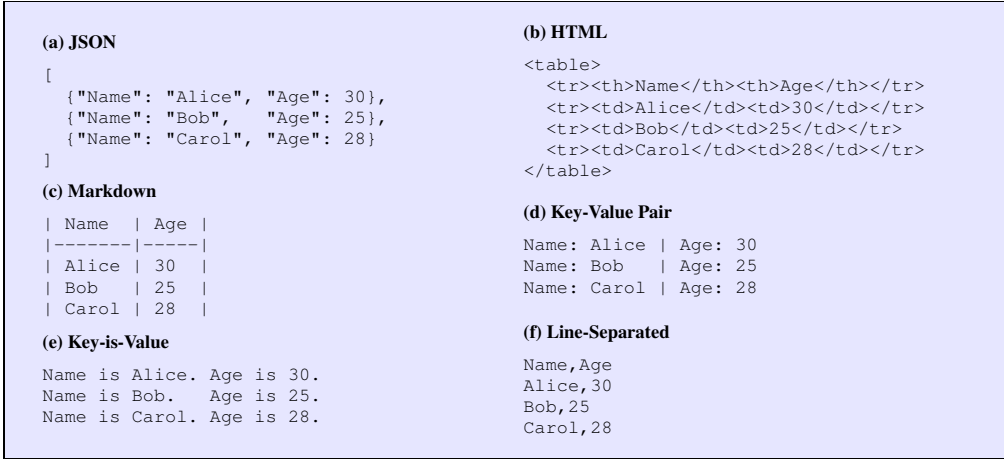 (a) JSON
[
  {"Name": "Alice", "Age": 30},
  {"Name": "Bob",   "Age": 25},
  {"Name": "Carol", "Age": 28}
]
(c) Markdown
| Name  | Age |
|-------|-----|
| Alice | 30  |
| Bob   | 25  |
| Carol | 28  |
(e) Key-is-Value
Name is Alice. Age is 30.
Name is Bob.   Age is 25.
Name is Carol. Age is 28.
(b) HTML
<table>
  <tr><th>Name</th><th>Age</th></tr>
  <tr><td>Alice</td><td>30</td></tr>
  <tr><td>Bob</td><td>25</td></tr>
  <tr><td>Carol</td><td>28</td></tr>
</table>
(d) Key-Value Pair
Name: Alice | Age: 30
Name: Bob   | Age: 25
Name: Carol | Age: 28
(f) Line-Separated
Name,Age
Alice,30
Bob,25
Carol,28